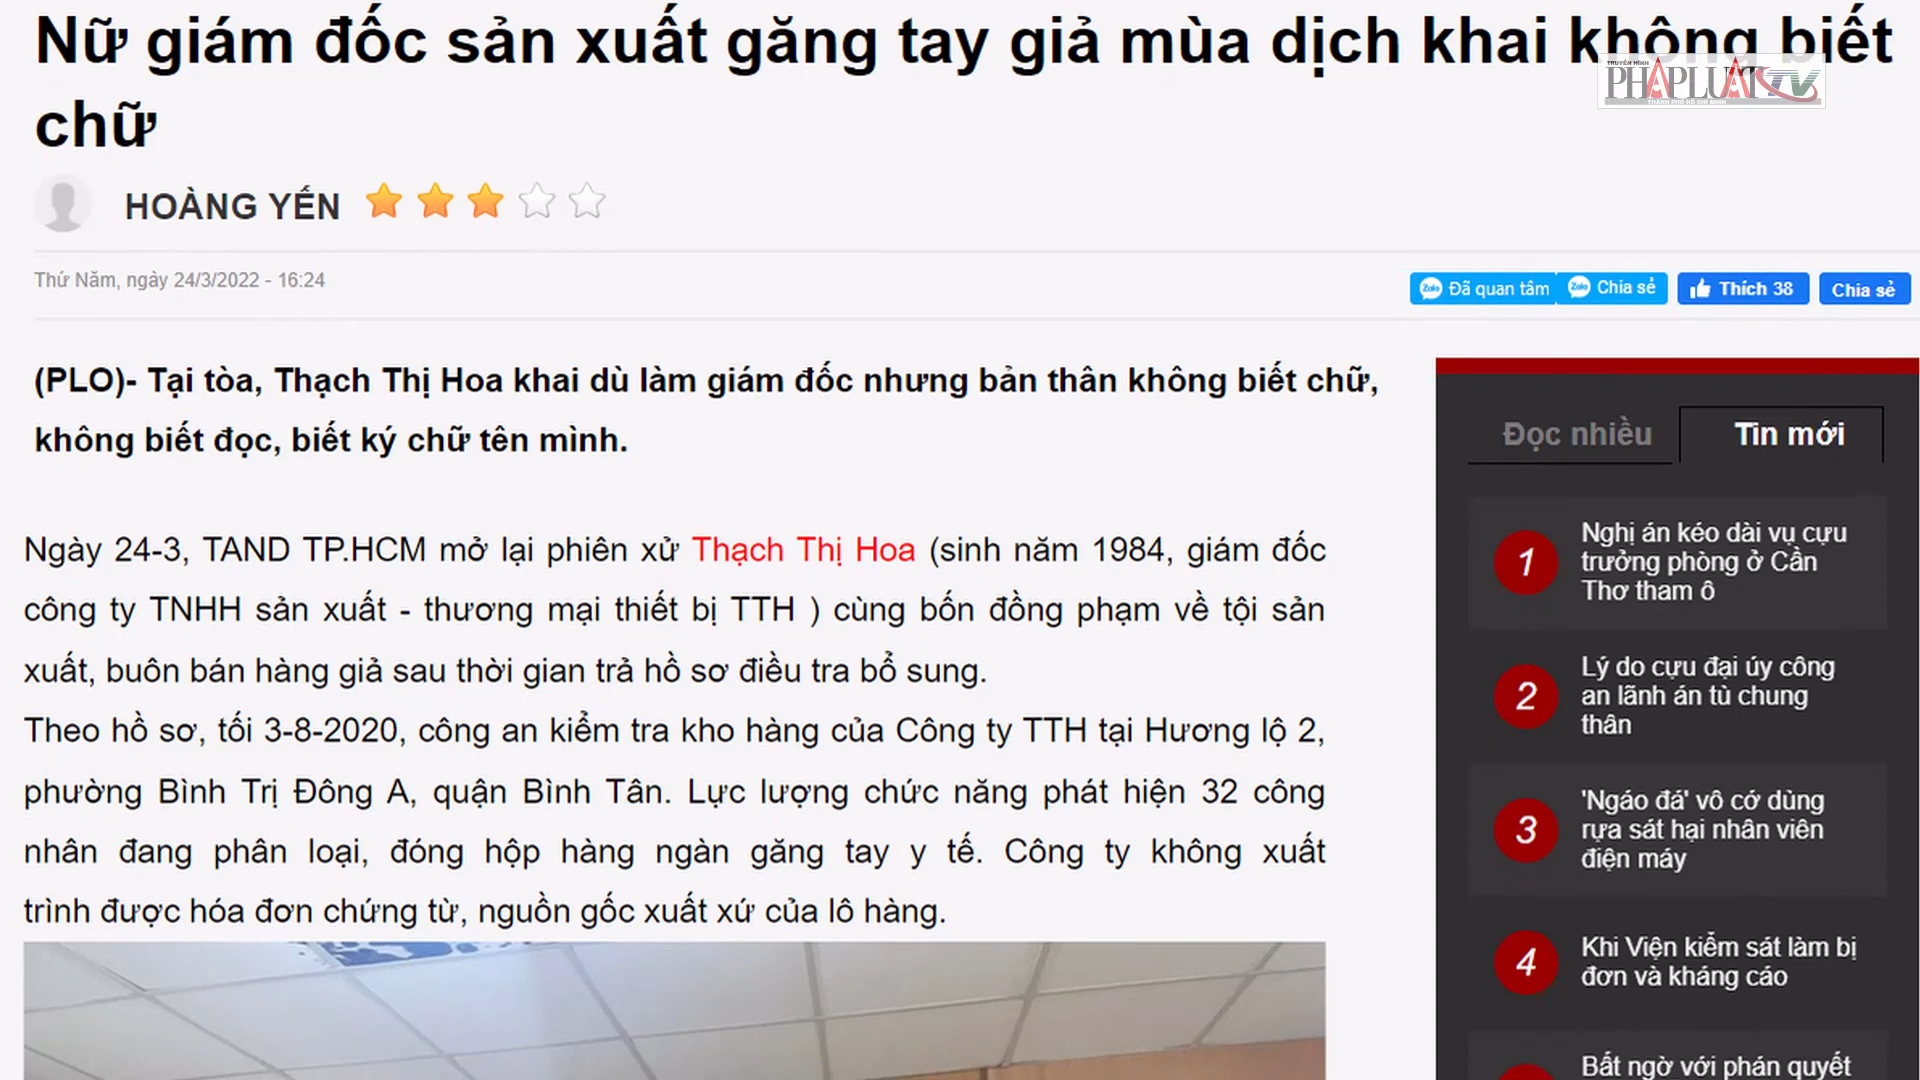 Nữ giám đốc sản xuất găng tay giả mùa dịch khai không biết
chữ
TRUYỀN HÌNH
PHÁPLUẬT TV
THÀNH PHỐ HỒ CHÍ MINH
HOÀNG YẾN
Thứ Năm, ngày 24/3/2022 - 16:24
Zalo Đã quan tâm
Zalo Chia sẻ
Thích 38
Chia sẻ
(PLO)- Tại tòa, Thạch Thị Hoa khai dù làm giám đốc nhưng bản thân không biết chữ,
không biết đọc, biết ký chữ tên mình.
Ngày 24-3, TAND TP.HCM mở lại phiên xử Thạch Thị Hoa (sinh năm 1984, giám đốc
công ty TNHH sản xuất - thương mại thiết bị TTH ) cùng bốn đồng phạm về tội sản
xuất, buôn bán hàng giả sau thời gian trả hồ sơ điều tra bổ sung.
Theo hồ sơ, tối 3-8-2020, công an kiểm tra kho hàng của Công ty TTH tại Hương lộ 2,
phường Bình Trị Đông A, quận Bình Tân. Lực lượng chức năng phát hiện 32 công
nhân đang phân loại, đóng hộp hàng ngàn găng tay y tế. Công ty không xuất
trình được hóa đơn chứng từ, nguồn gốc xuất xứ của lô hàng.
Đọc nhiều
Tin mới
1
Nghị án kéo dài vụ cựu
trưởng phòng ở Cần
Thơ tham ô
2
Lý do cựu đại úy công
an lãnh án tù chung
thân
3
'Ngáo đá' vô cớ dùng
rựa sát hại nhân viên
điện máy
4
Khi Viện kiểm sát làm bị
đơn và kháng cáo
Bất ngờ với phán quyết